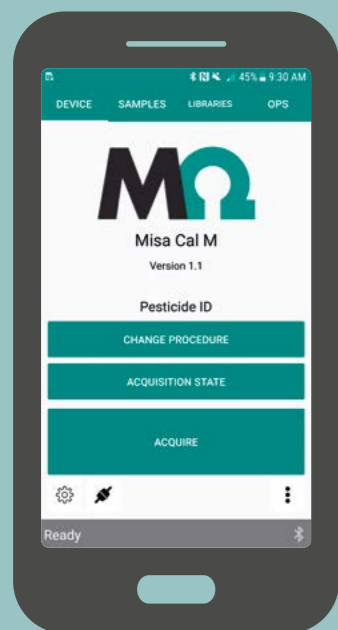 45% 9:30 AM
DEVICE SAMPLES LIBRARIES OPS
MΩ
Misa Cal M
Version 1.1
Pesticide ID
CHANGE PROCEDURE
ACQUISITION STATE
ACQUIRE
Ready